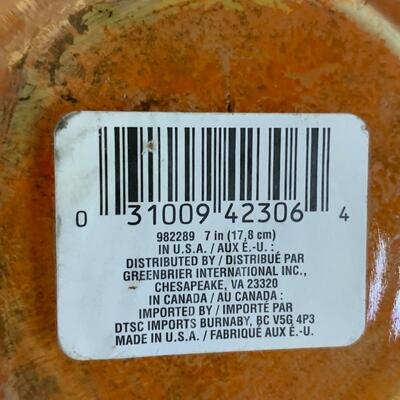 0 31009 42306 4
982289 7 in (17,8 cm)
IN U.S.A. / AUX É.-U. :
DISTRIBUTED BY / DISTRIBUÉ PAR
GREENBRIER INTERNATIONAL INC.,
CHESAPEAKE, VA 23320
IN CANADA / AU CANADA :
IMPORTED BY / IMPORTÉ PAR
DTSC IMPORTS BURNABY, BC V5G 4P3
MADE IN U.S.A. / FABRIQUÉ AUX É.-U.